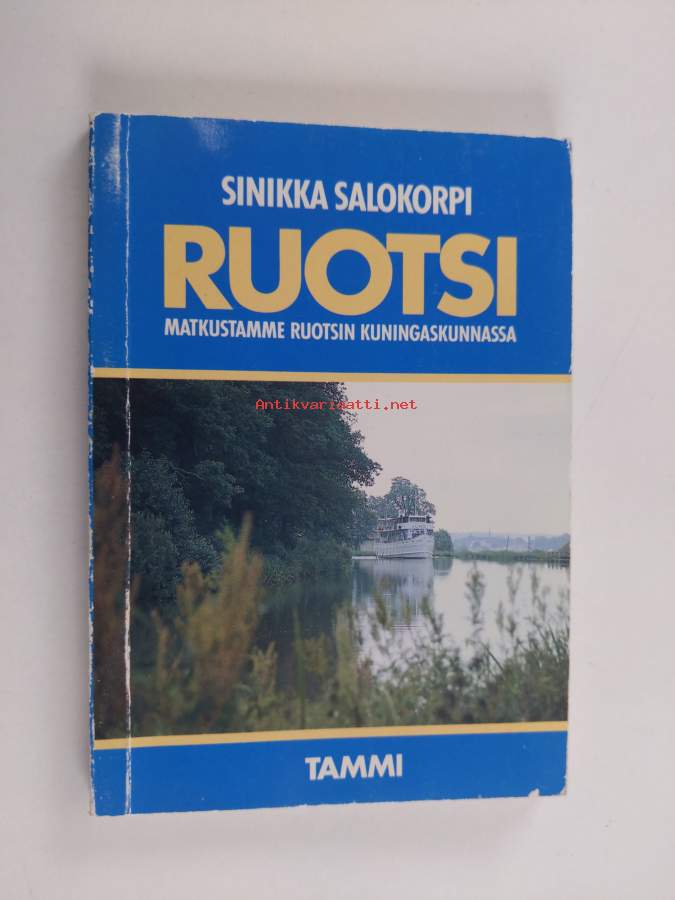 SINIKKA SALOKORPI
RUOTSI
MATKUSTAMME RUOTSIN KUNINGASKUNNASSA
Antikvariaatti.net
TAMMI